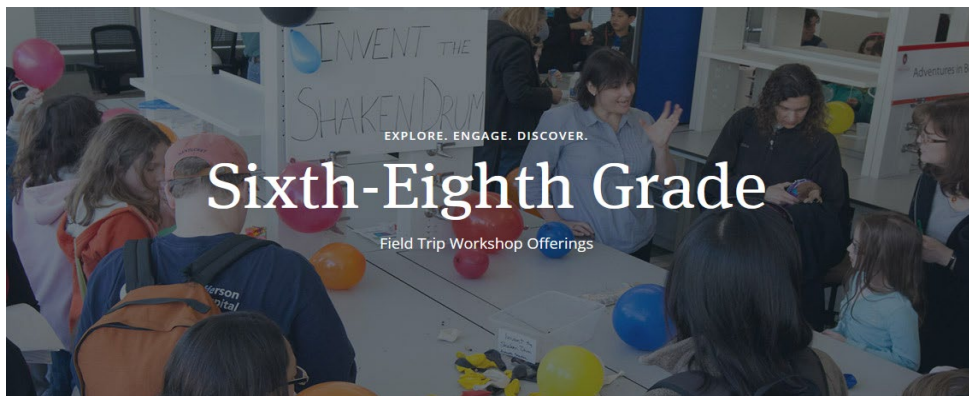 INVENT THE
SHAKEN DRUM
Adventures in
EXPLORE. ENGAGE. DISCOVER.
Sixth-Eighth Grade
Field Trip Workshop Offerings